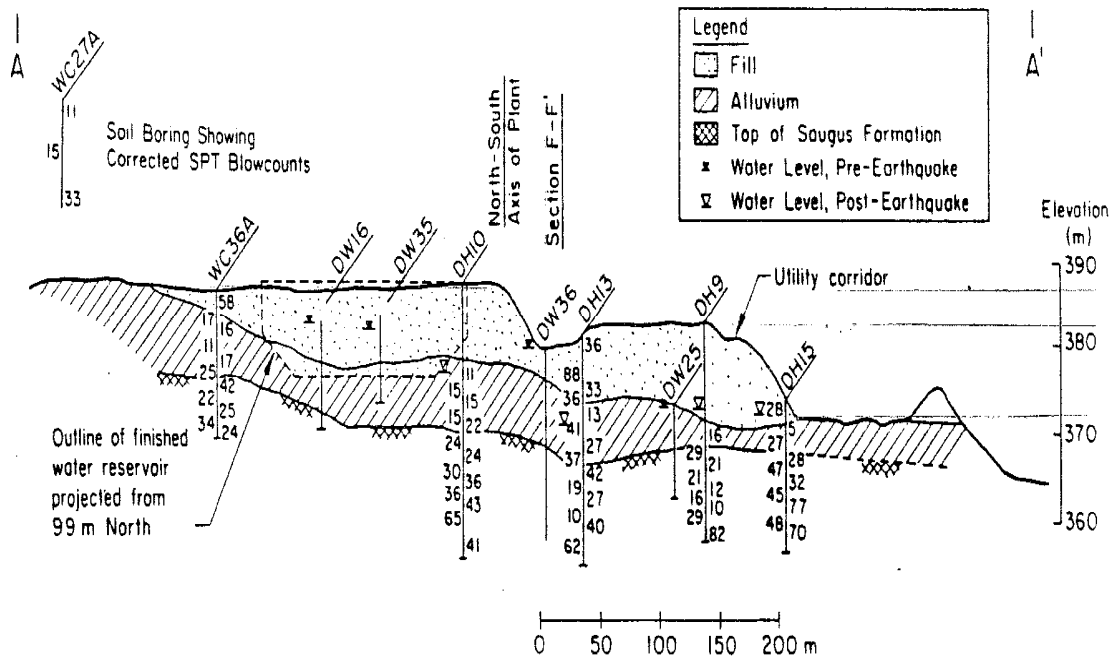 A
WC27A
11
15
33
Soil Boring Showing
Corrected SPT Blowcounts
North-South
Axis of Plant
Section F-F'
Legend
Fill
Alluvium
Top of Saugus Formation
Water Level, Pre-Earthquake
Water Level, Post-Earthquake
A'
Elevation
(m)
390
380
370
360
WC36A
DW16
DW35
DH10
DW36
DH13
DH9
DW25
DH15
Utility corridor
58
17
16
11
17
25
42
22
25
34
24
11
15
15
15
22
24
24
30
36
36
43
65
41
36
88
33
36
13
41
27
37
42
19
27
10
40
62
16
29
21
21
12
16
10
29
82
28
5
27
28
47
32
45
77
48
70
Outline of finished
water reservoir
projected from
99 m North
0 50 100 150 200 m